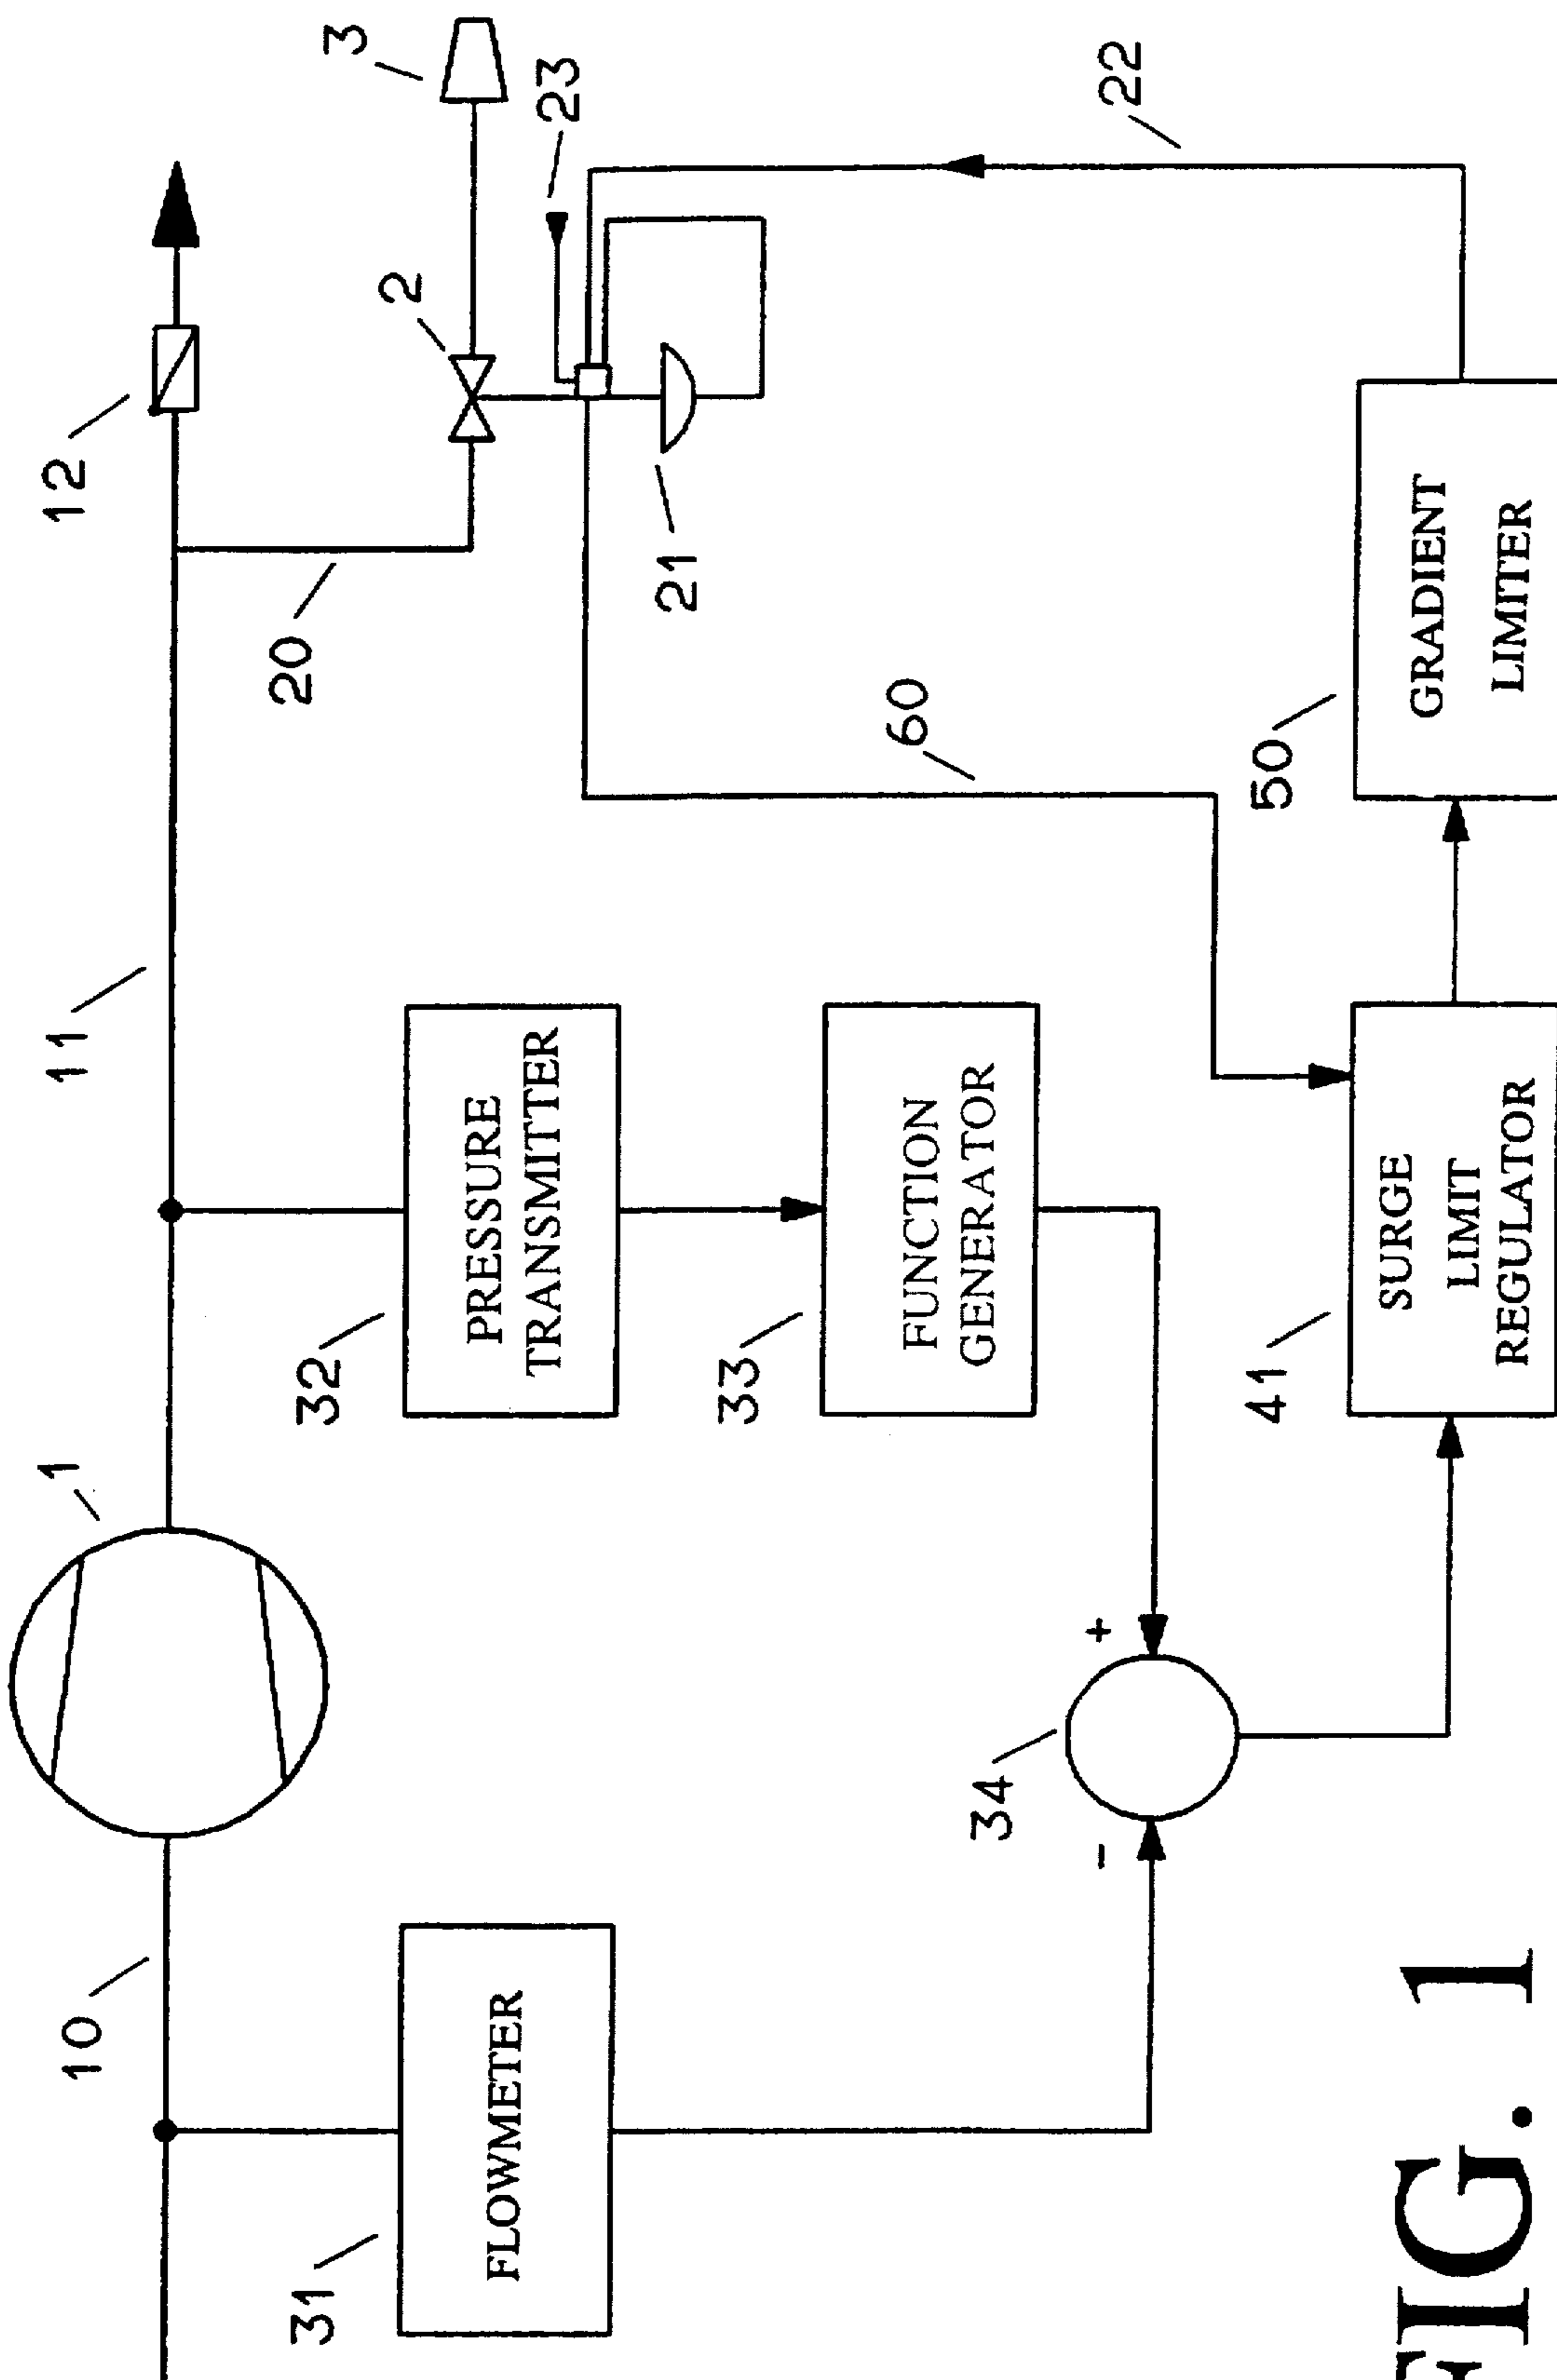 1
12
3
10
11
20
2
23
31
FLOWMETER
32
PRESSURE
TRANSMITTER
21
33
FUNCTION
GENERATOR
60
22
34
-
+
41
SURGE
LIMIT
REGULATOR
50
GRADIENT
LIMITER
FIG. 1